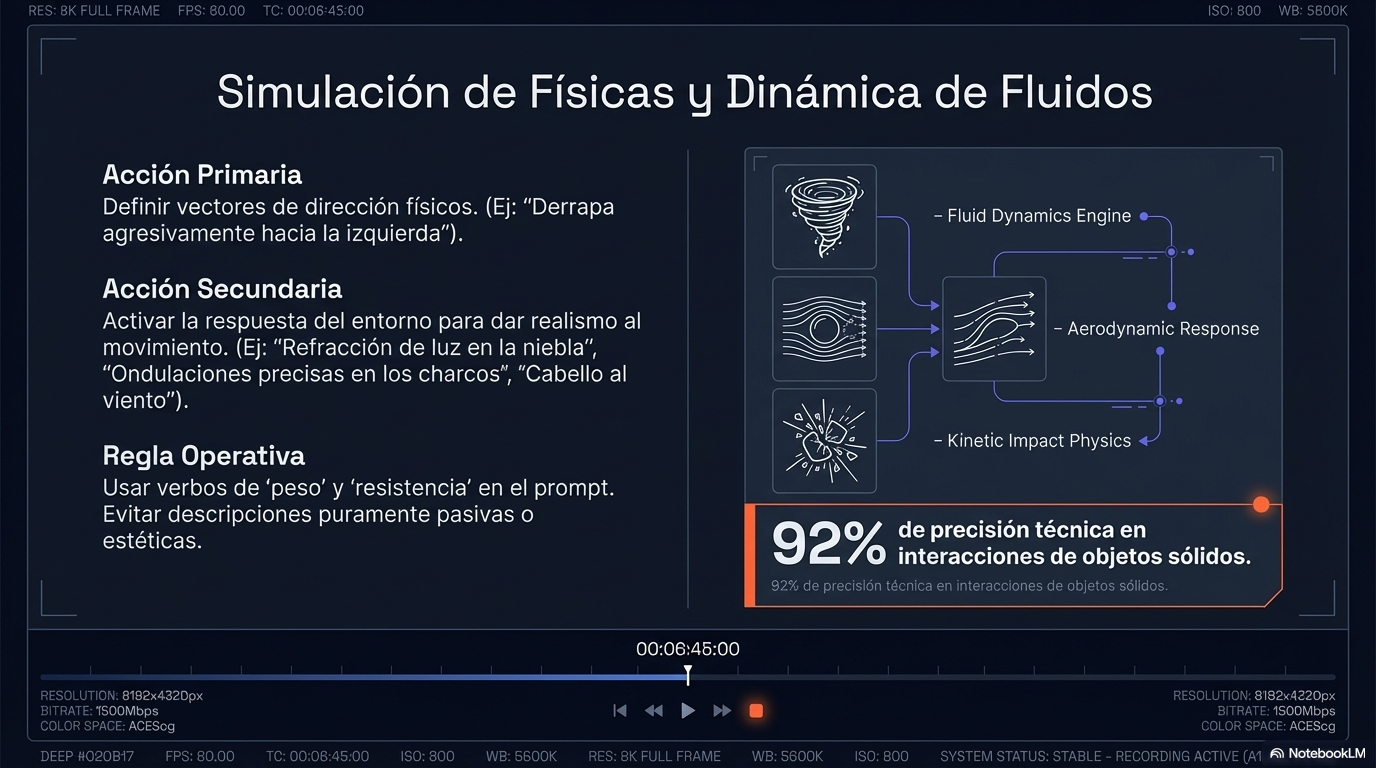 RES: 8K FULL FRAME FPS: 60.00 TC: 00:06:45:00
ISO: 800 WB: 5800K
Simulación de Físicas y Dinámica de Fluidos
Acción Primaria
Definir vectores de dirección físicos. (Ej: “Derrapa
agresivamente hacia la izquierda”).
Acción Secundaria
Activar la respuesta del entorno para dar realismo al
movimiento. (Ej: “Refracción de luz en la niebla”,
“Ondulaciones precisas en los charcos”, “Cabello al
viento”).
Regla Operativa
Usar verbos de ‘peso’ y ‘resistencia’ en el prompt.
Evitar descripciones puramente pasivas o
estéticas.
– Fluid Dynamics Engine
– Aerodynamic Response
– Kinetic Impact Physics
92% de precisión técnica en
interacciones de objetos sólidos.
92% de precisión técnica en interacciones de objetos sólidos.
00:06:45:00
RESOLUTION: 8192x4320px
BITRATE: 1500Mbps
COLOR SPACE: ACEScg
RESOLUTION: 8182x4220px
BITRATE: 1500Mbps
COLOR SPACE: ACEScg
DEEP #020B17 FPS: 80.00 TC: 00:06:45:00 ISO: 800 WB: 5600K RES: 8K FULL FRAME WB: 5600K ISO: 800 SYSTEM STATUS: STABLE - RECORDING ACTIVE (A1
NotebookLM